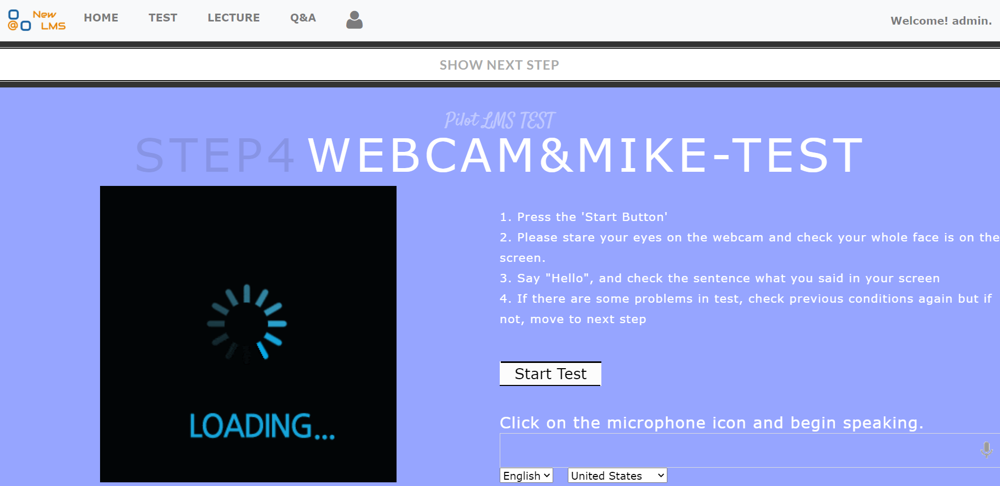 New
@ LMS
HOME TEST LECTURE Q&A
Welcome! admin.
SHOW NEXT STEP
Pilot LMS TEST
STEP4 WEBCAM&MIKE-TEST
LOADING...
1. Press the 'Start Button'
2. Please stare your eyes on the webcam and check your whole face is on the
screen.
3. Say "Hello", and check the sentence what you said in your screen
4. If there are some problems in test, check previous conditions again but if
not, move to next step
Start Test
Click on the microphone icon and begin speaking.
English United States